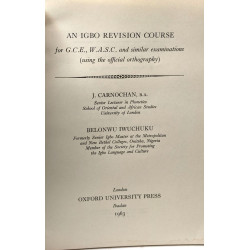 AN IGBO REVISION COURSE
for G.C.E., W.A.S.C. and similar examinations
(using the official orthography)
J. CARNOCHAN, B.A.
Senior Lecturer in Phonetics
School of Oriental and African Studies
University of London
BELONWU IWUCHUKU
Formerly Senior Igbo Master at the Metropolitan
and New Bethel Colleges, Onitsha, Nigeria
Member of the Society for Promoting
the Igbo Language and Culture
London
OXFORD UNIVERSITY PRESS
Ibadan
1963